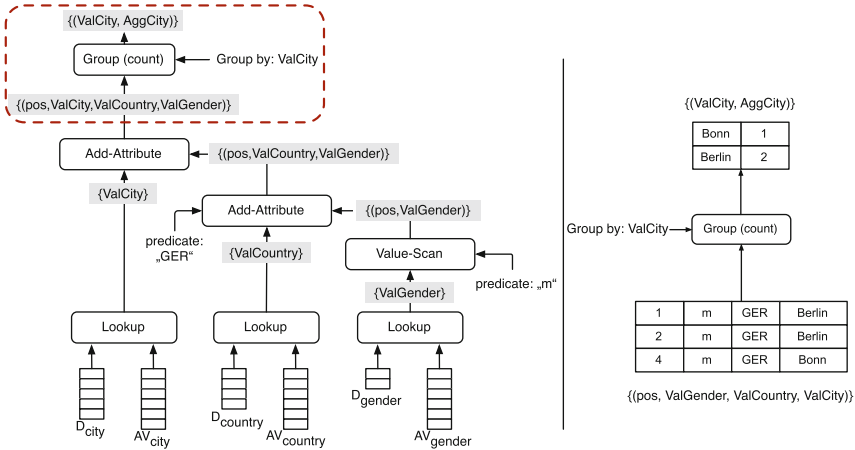 {(ValCity, AggCity)}
Group (count)
Group by: ValCity
{(pos,ValCity,ValCountry,ValGender)}
Add-Attribute
{(pos,ValCountry,ValGender)}
{ValCity}
Add-Attribute
{(pos,ValGender)}
predicate:
„GER“
{ValCountry}
Value-Scan
predicate: „m“
{ValGender}
Lookup
Lookup
Lookup
Dcity
AVcity
Dcountry
AVcountry
Dgender
AVgender
{(ValCity, AggCity)}
Bonn 1
Berlin 2
Group by: ValCity
Group (count)
1 m GER Berlin
2 m GER Berlin
4 m GER Bonn
{(pos, ValGender, ValCountry, ValCity)}